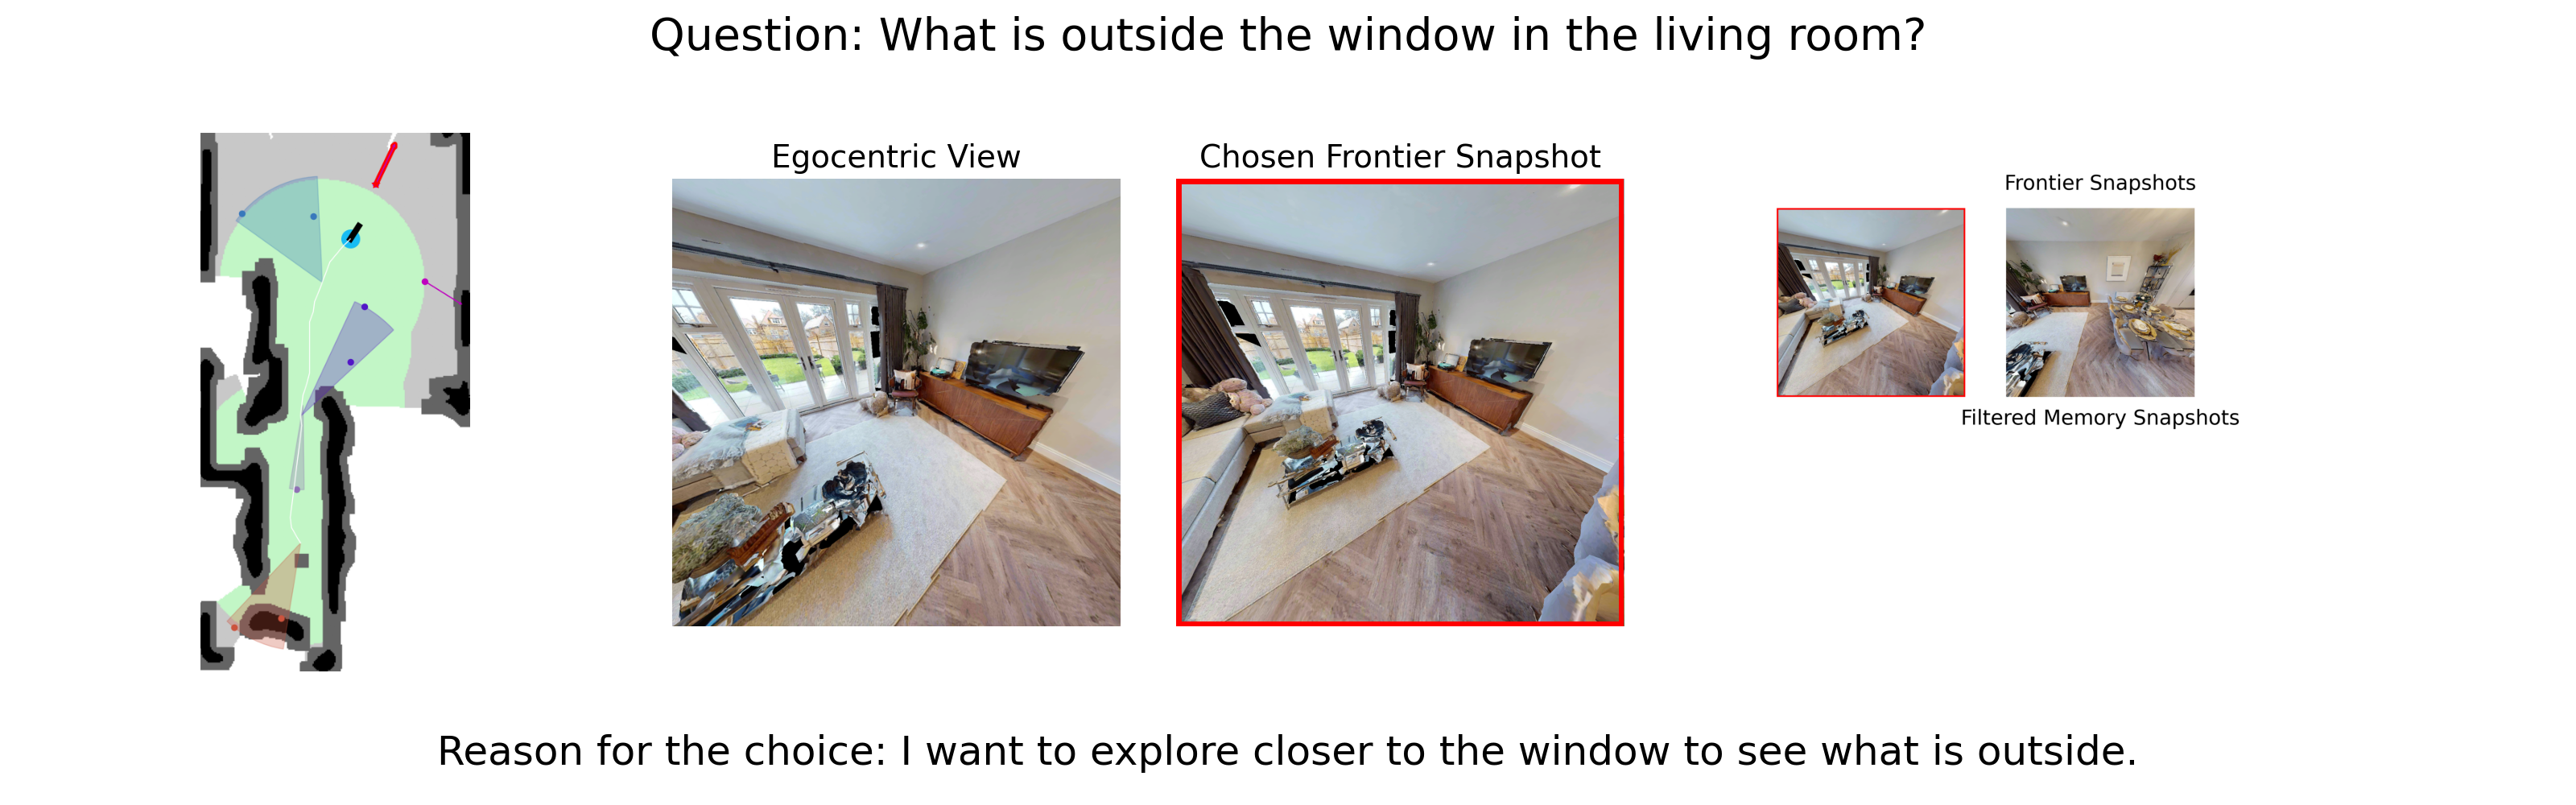 Question: What is outside the window in the living room?
Egocentric View
Chosen Frontier Snapshot
Frontier Snapshots
Filtered Memory Snapshots
Reason for the choice: I want to explore closer to the window to see what is outside.